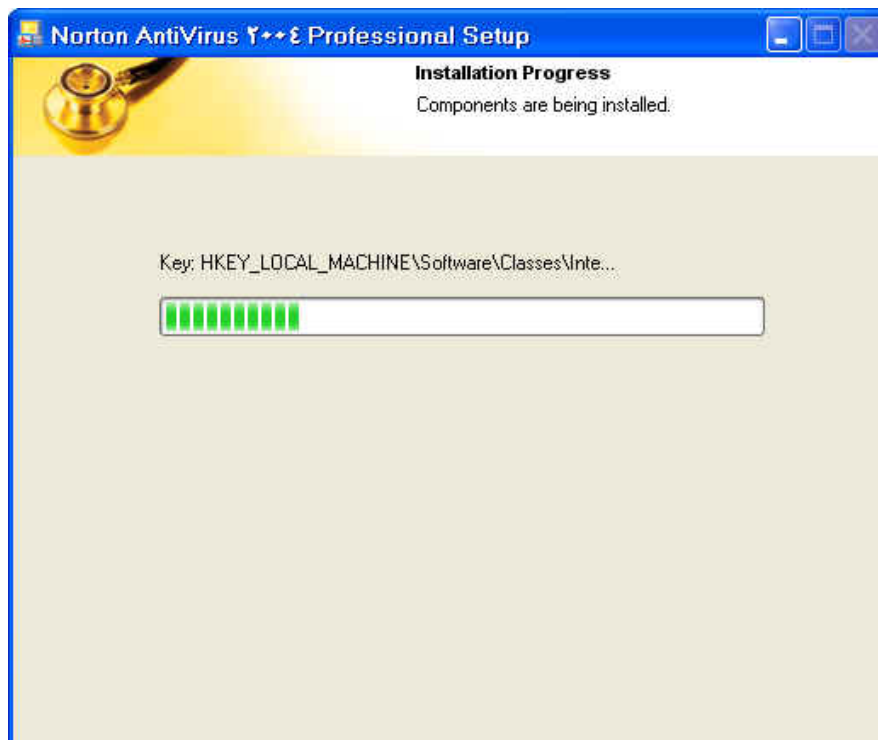 Norton AntiVirus ٢٠٠٤ Professional Setup
Installation Progress
Components are being installed.
Key: HKEY_LOCAL_MACHINE\Software\Classes\Inte...